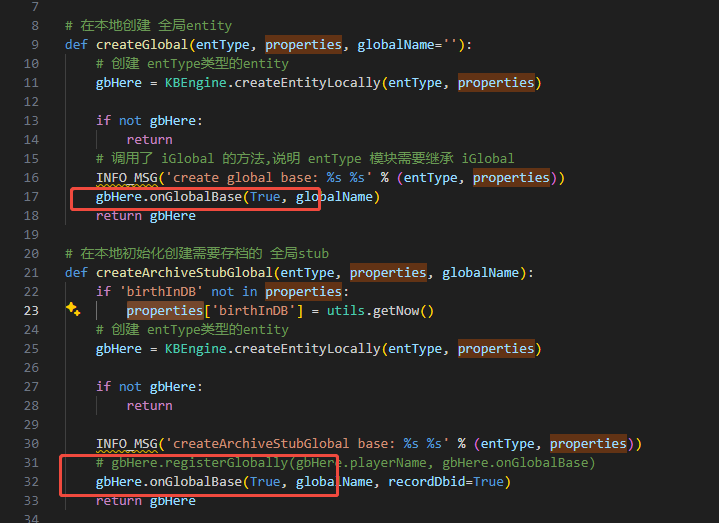 7
8 # 在本地创建 全局entity
9 def createGlobal(entType, properties, globalName=''):
10 # 创建 entType类型的entity
11 gbHere = KBEngine.createEntityLocally(entType, properties)
12
13 if not gbHere:
14 return
15 # 调用了 iGlobal 的方法,说明 entType 模块需要继承 iGlobal
16 INFO_MSG('create global base: %s %s' % (entType, properties))
17 gbHere.onGlobalBase(True, globalName)
18 return gbHere
19
20 # 在本地初始化创建需要存档的 全局stub
21 def createArchiveStubGlobal(entType, properties, globalName):
22 if 'birthInDB' not in properties:
23 properties['birthInDB'] = utils.getNow()
24 # 创建 entType类型的entity
25 gbHere = KBEngine.createEntityLocally(entType, properties)
26
27 if not gbHere:
28 return
29
30 INFO_MSG('createArchiveStubGlobal base: %s %s' % (entType, properties))
31 # gbHere.registerGlobally(gbHere.playerName, gbHere.onGlobalBase)
32 gbHere.onGlobalBase(True, globalName, recordDbid=True)
33 return gbHere
34